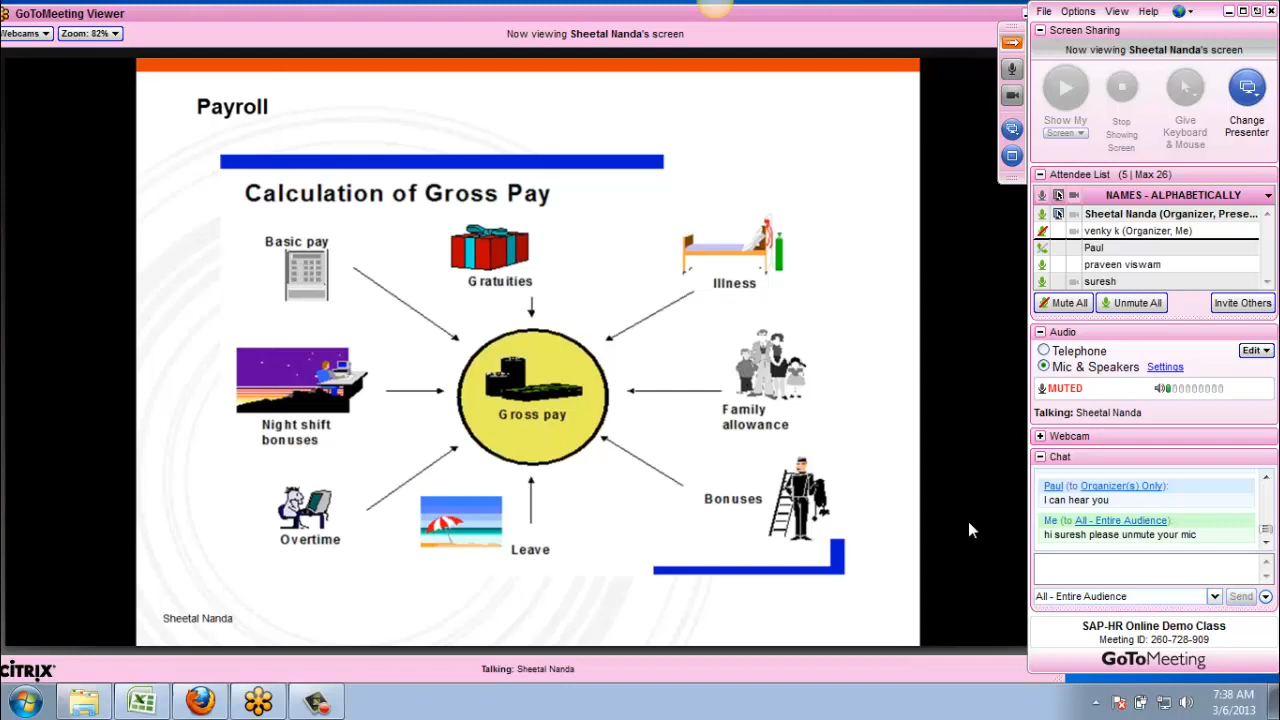 GoToMeeting Viewer
Webcams
Zoom: 82%
Now viewing Sheetal Nanda's screen
Payroll
Calculation of Gross Pay
Basic pay
Gratuities
Illness
Night shift
bonuses
Gross pay
Family
allowance
Overtime
Leave
Bonuses
Sheetal Nanda
CITRIX
Talking: Sheetal Nanda
File Options View Help
Screen Sharing
Now viewing Sheetal Nanda's screen
Show My
Screen
Stop
Showing
Screen
Give
Keyboard
& Mouse
Change
Presenter
Attendee List (5 | Max 26)
NAMES - ALPHABETICALLY
Sheetal Nanda (Organizer, Prese...
venky k (Organizer, Me)
Paul
praveen viswam
suresh
Mute All
Unmute All
Invite Others
Audio
Telephone
Edit
Mic & Speakers Settings
MUTED
Talking: Sheetal Nanda
Webcam
Chat
Paul (to Organizer(s) Only):
I can hear you
Me (to All - Entire Audience):
hi suresh please unmute your mic
All - Entire Audience
Send
SAP-HR Online Demo Class
Meeting ID: 260-728-909
GoToMeeting
7:38 AM
3/6/2013